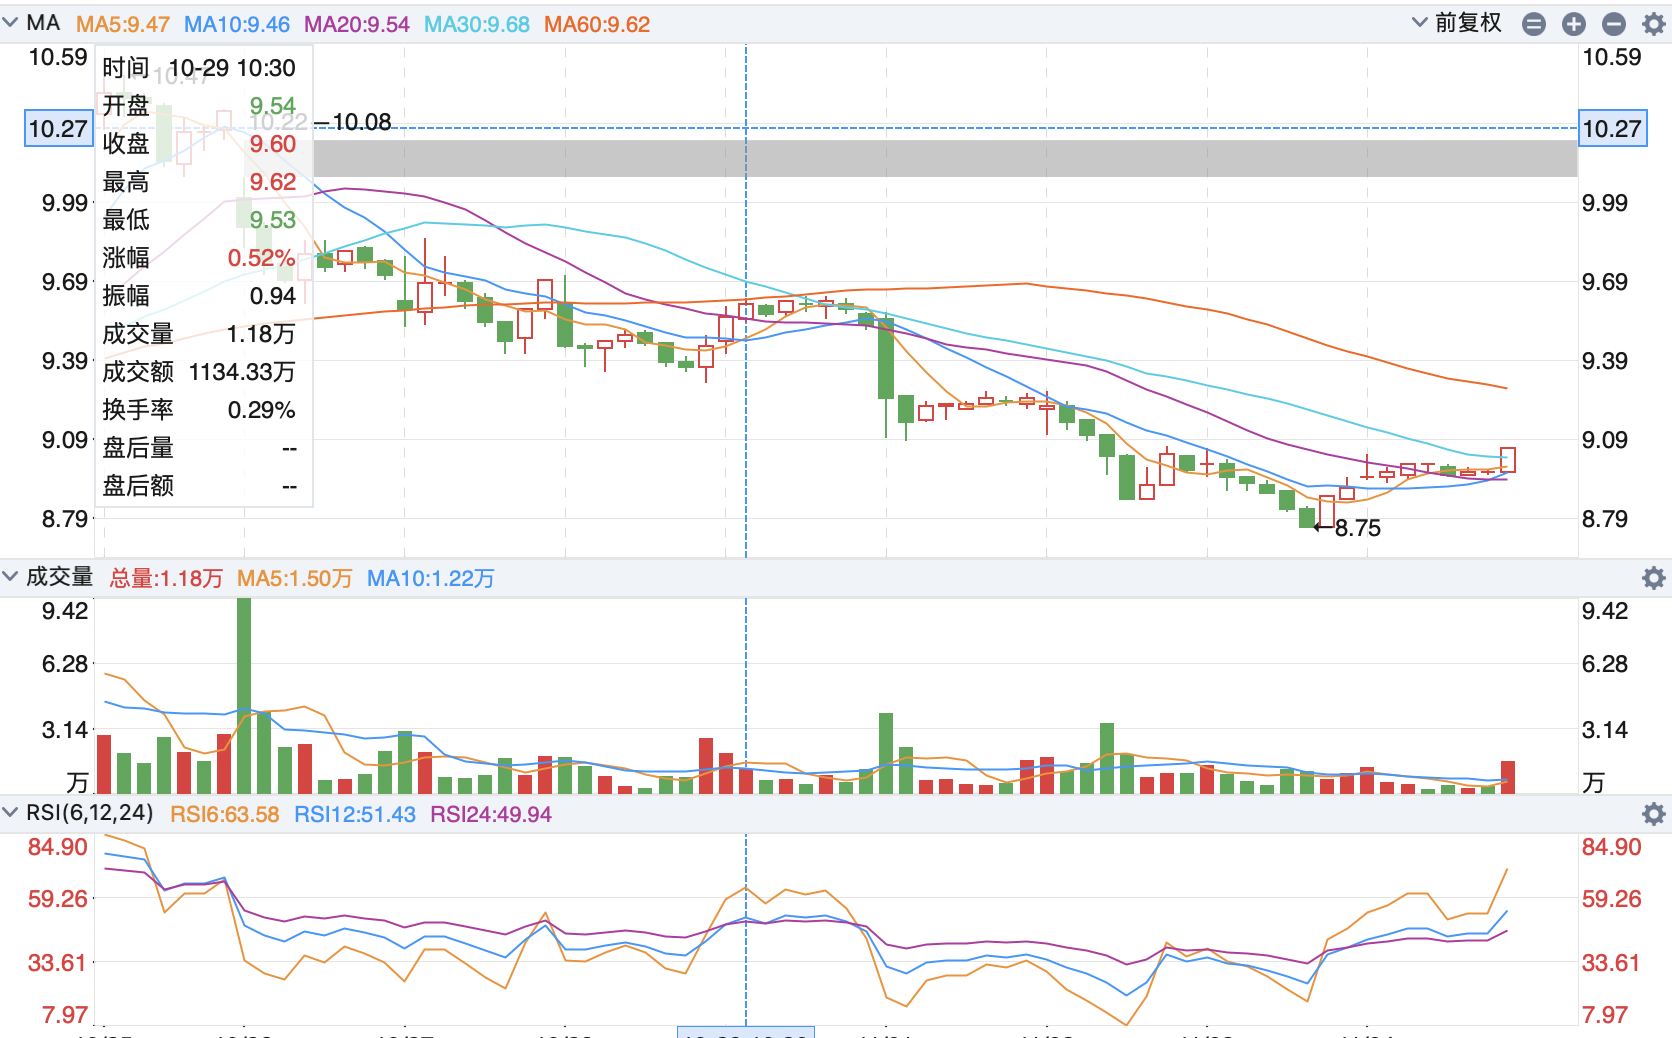 MA MA5:9.47 MA10:9.46 MA20:9.54 MA30:9.68 MA60:9.62 前复权
10.59 10.59
时间 10-29 10:30
10.47
开盘 9.54
10.22 10.08
10.27 10.27
收盘 9.60
最高 9.62
9.99 9.99
最低 9.53
涨幅 0.52%
9.69 9.69
振幅 0.94
成交量 1.18万
9.39 9.39
成交额 1134.33万
换手率 0.29%
9.09 9.09
盘后量 --
盘后额 --
8.79 8.79
8.75
成交量 总量:1.18万 MA5:1.50万 MA10:1.22万
9.42 9.42
6.28 6.28
3.14 3.14
万 万
RSI(6,12,24) RSI6:63.58 RSI12:51.43 RSI24:49.94
84.90 84.90
59.26 59.26
33.61 33.61
7.97 7.97